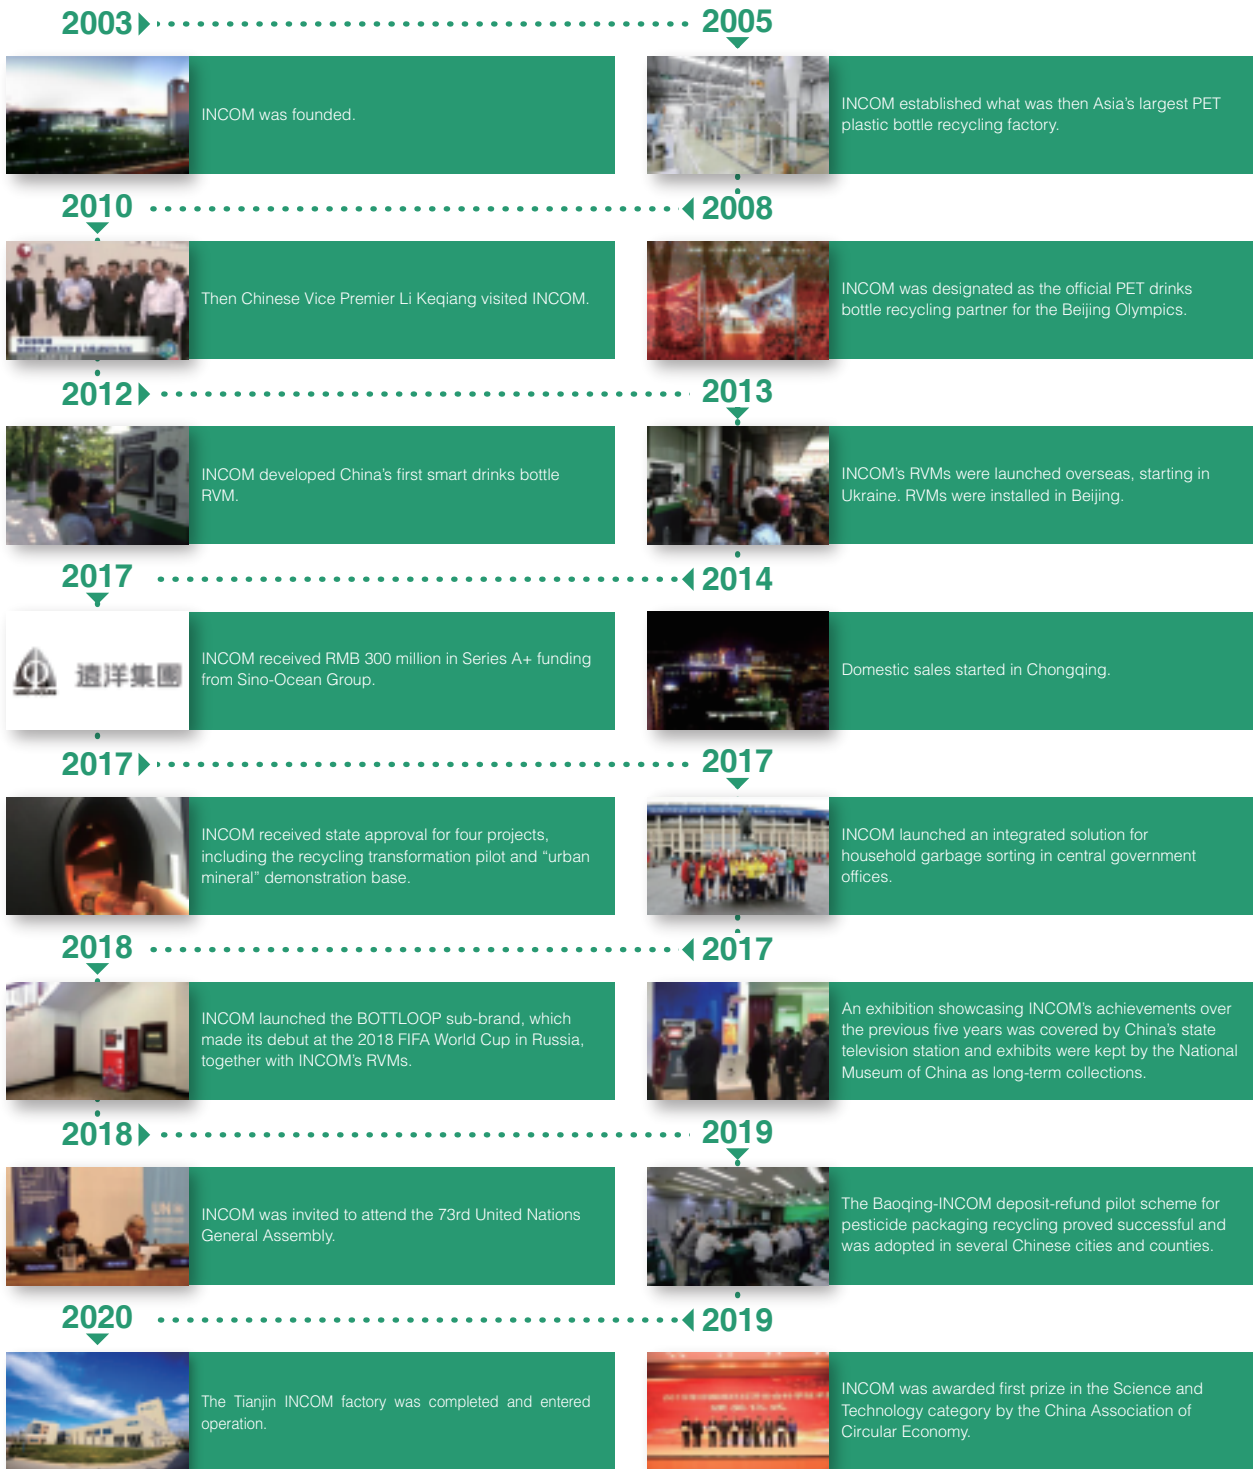 2003
2005
INCOM was founded.
INCOM established what was then Asia's largest PET
plastic bottle recycling factory.
2010
2008
Then Chinese Vice Premier Li Keqiang visited INCOM.
INCOM was designated as the official PET drinks
bottle recycling partner for the Beijing Olympics.
2012
2013
INCOM developed China's first smart drinks bottle
RVM.
INCOM's RVMs were launched overseas, starting in
Ukraine. RVMs were installed in Beijing.
2017
2014
遠洋集團
INCOM received RMB 300 million in Series A+ funding
from Sino-Ocean Group.
Domestic sales started in Chongqing.
2017
2017
INCOM received state approval for four projects,
including the recycling transformation pilot and “urban
mineral” demonstration base.
INCOM launched an integrated solution for
household garbage sorting in central government
offices.
2018
2017
INCOM launched the BOTTLOOP sub-brand, which
made its debut at the 2018 FIFA World Cup in Russia,
together with INCOM's RVMs.
An exhibition showcasing INCOM's achievements over
the previous five years was covered by China's state
television station and exhibits were kept by the National
Museum of China as long-term collections.
2018
2019
UN
INCOM was invited to attend the 73rd United Nations
General Assembly.
The Baoqing-INCOM deposit-refund pilot scheme for
pesticide packaging recycling proved successful and
was adopted in several Chinese cities and counties.
2020
2019
The Tianjin INCOM factory was completed and entered
operation.
INCOM was awarded first prize in the Science and
Technology category by the China Association of
Circular Economy.